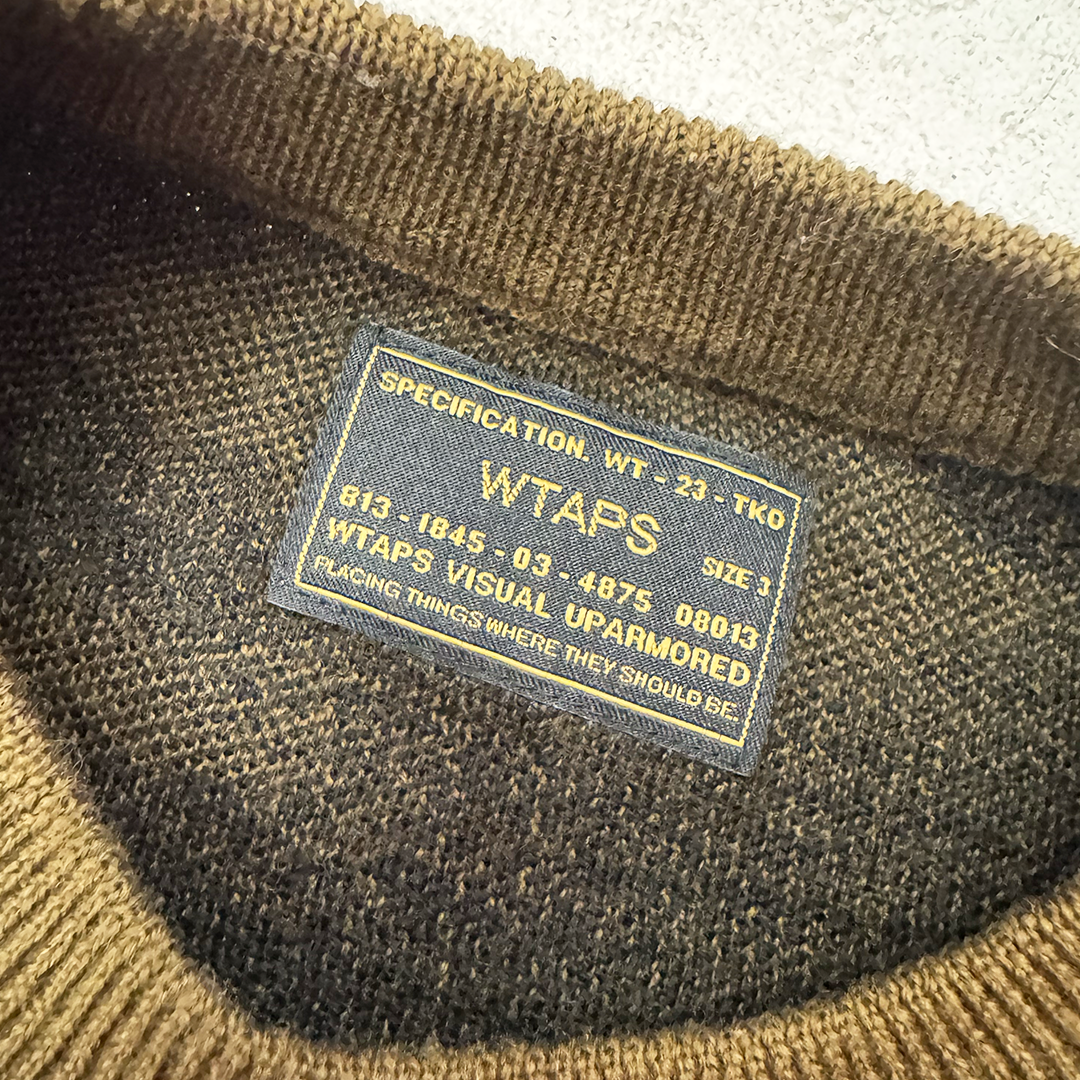 SPECIFICATION. WT - 23 - TKO
WTAPS
SIZE 3
813 - 1845 - 03 - 4875 08013
WTAPS VISUAL UPARMORED
PLACING THINGS WHERE THEY SHOULD BE.